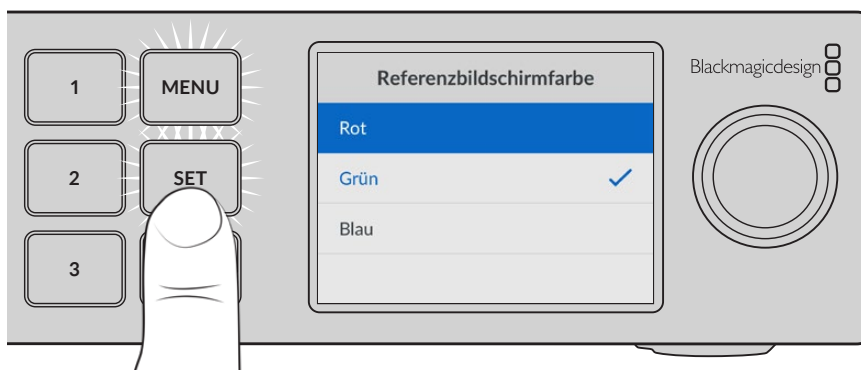 1
MENU
2
SET
3
Referenzbildschirmfarbe
Rot
Grün
Blau
Blackmagicdesign